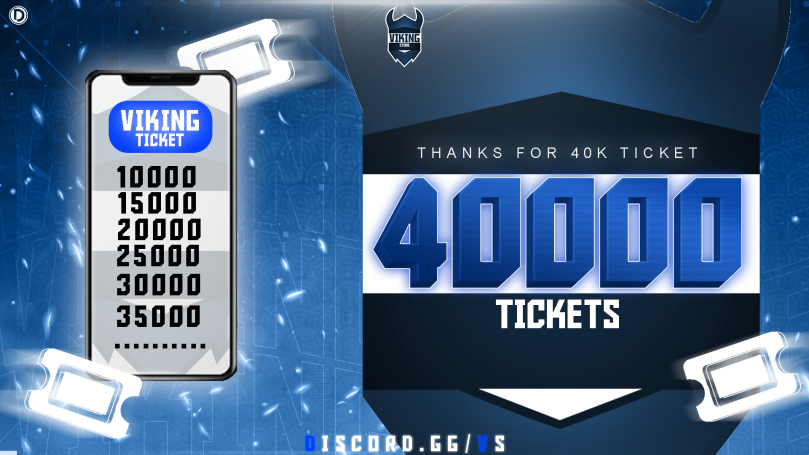 D
VIKING
STORE
VIKING
TICKET
10000
15000
20000
25000
30000
35000
..........
THANKS FOR 40K TICKET
40000
TICKETS
DISCORD.GG/VS